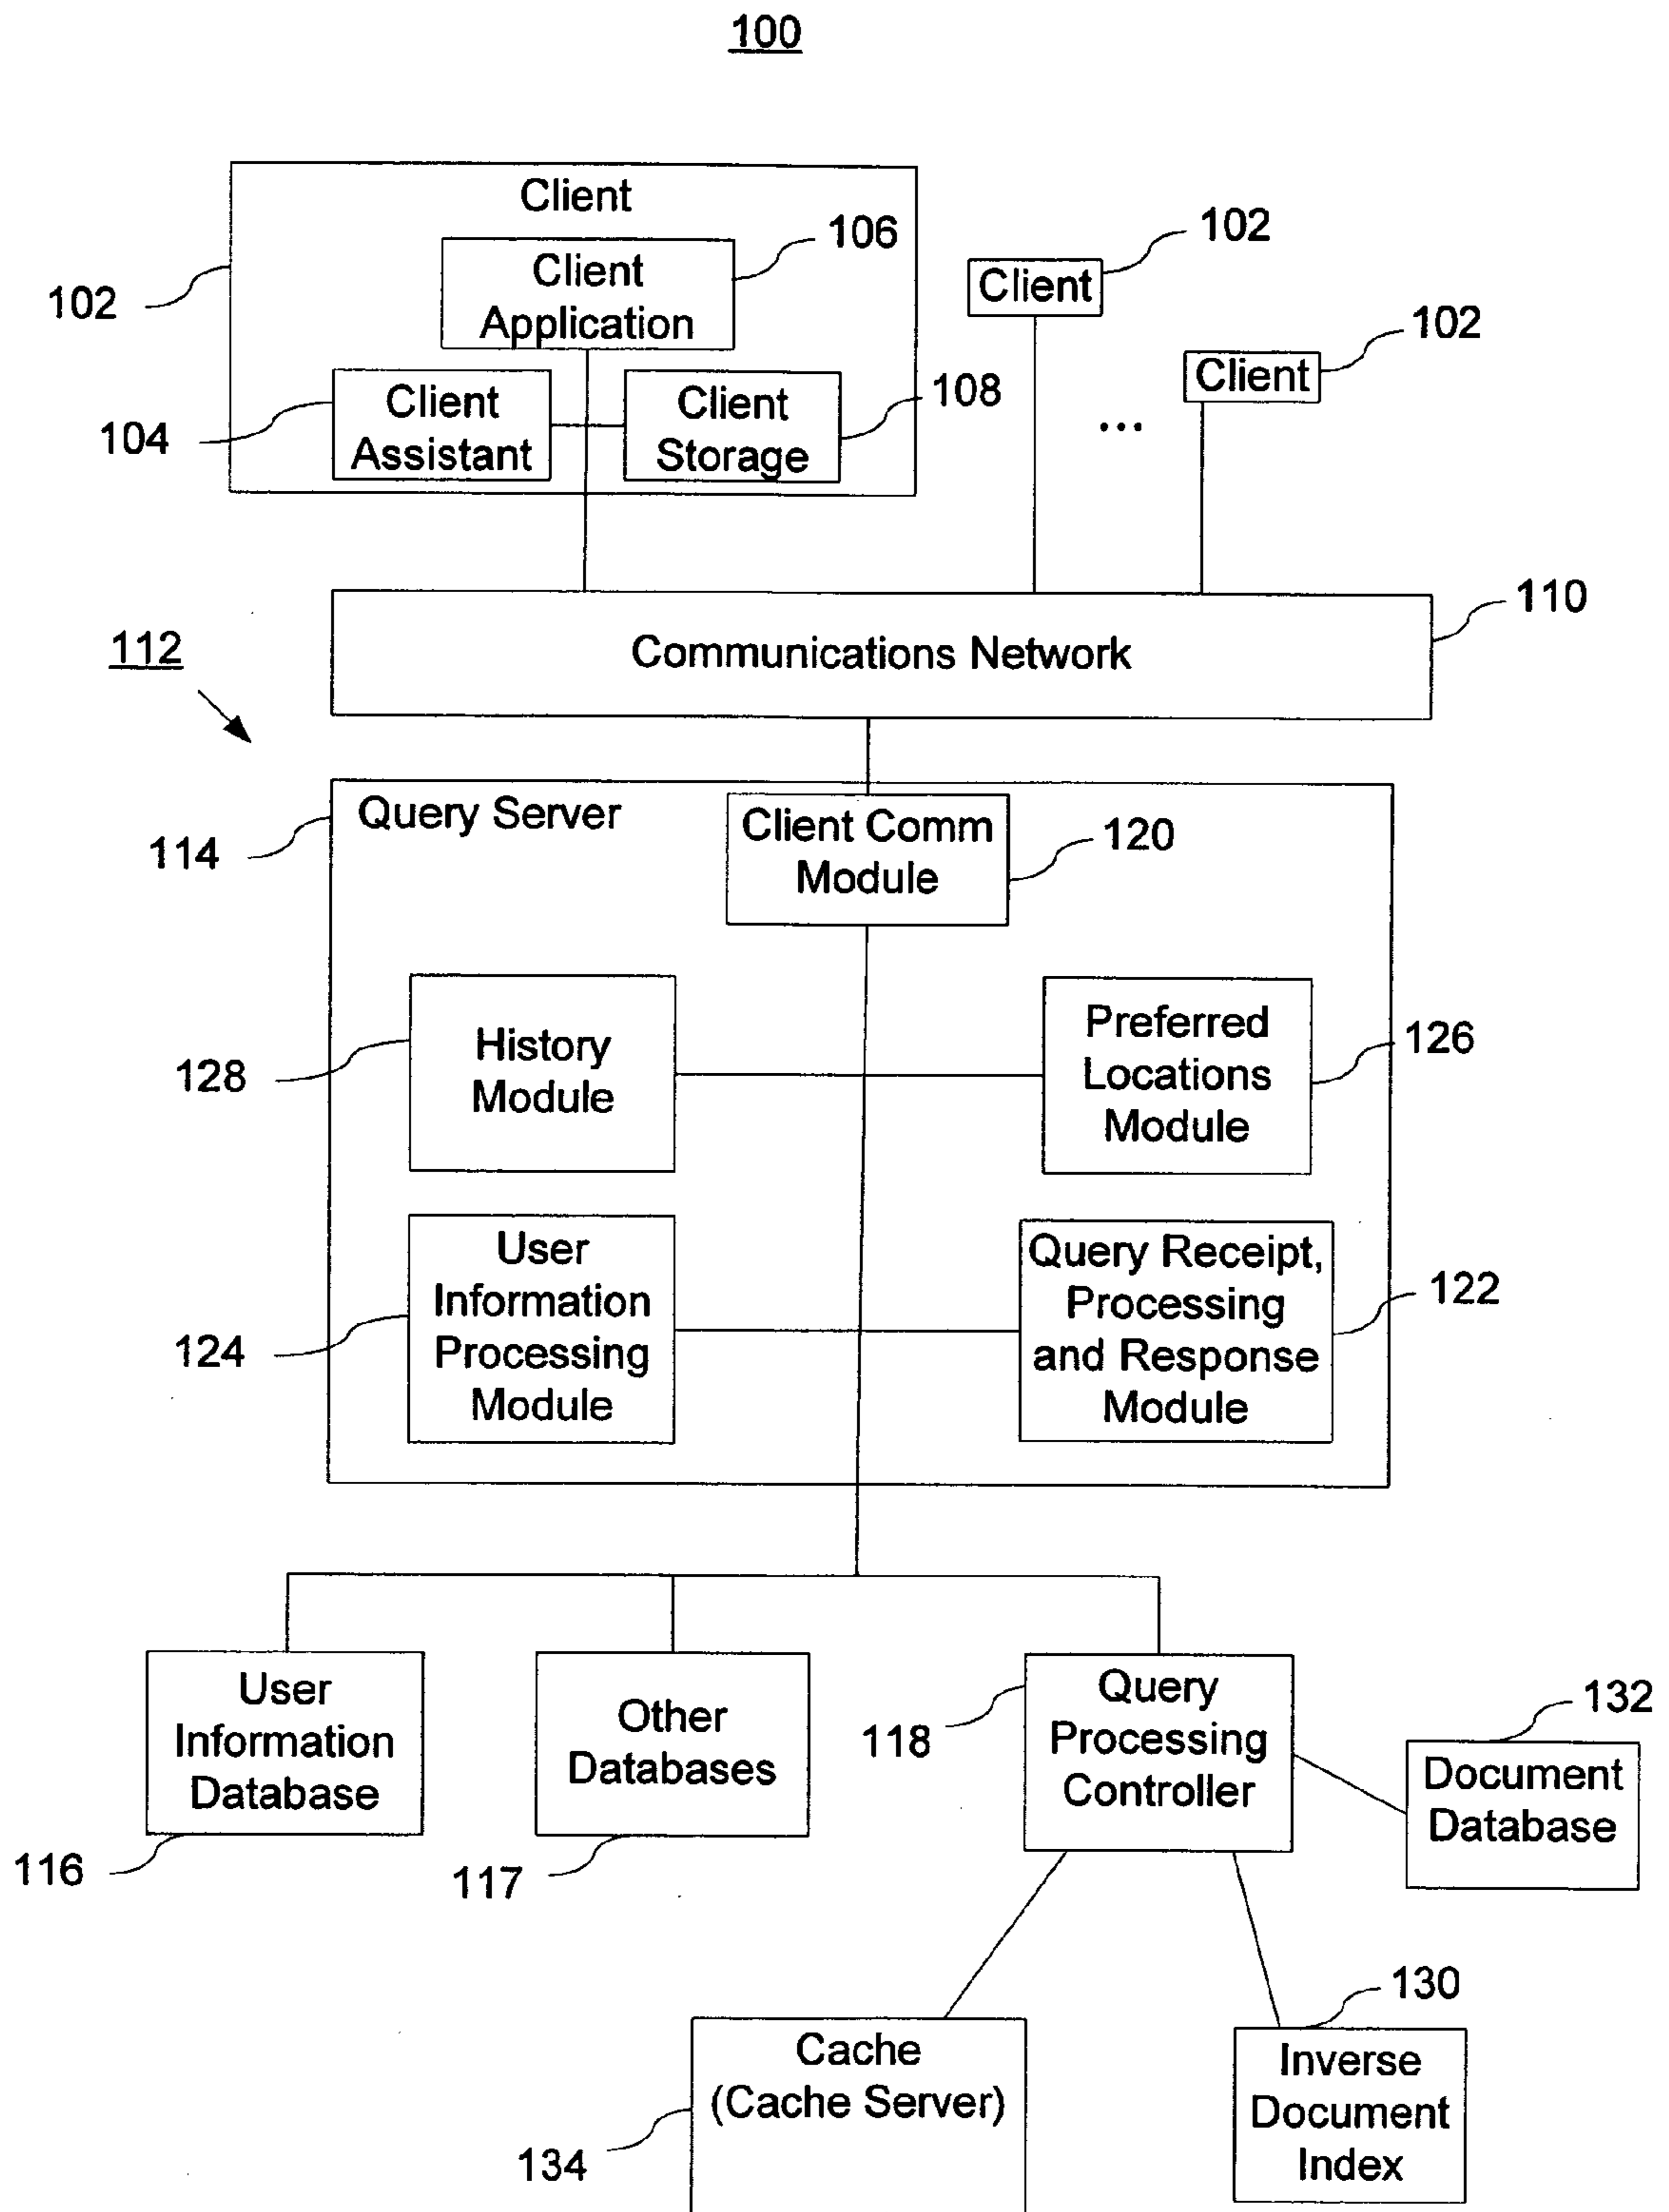 100
Client
106
Client
Application
102
102
Client
102
Client
Client
Assistant
104
Client
Storage
108
...
110
Communications Network
112
Query Server
114
Client Comm
Module
120
History
Module
128
Preferred
Locations
Module
126
User
Information
Processing
Module
124
Query Receipt,
Processing
and Response
Module
122
User
Information
Database
116
Other
Databases
117
Query
Processing
Controller
118
132
Document
Database
130
Cache
(Cache Server)
134
Inverse
Document
Index